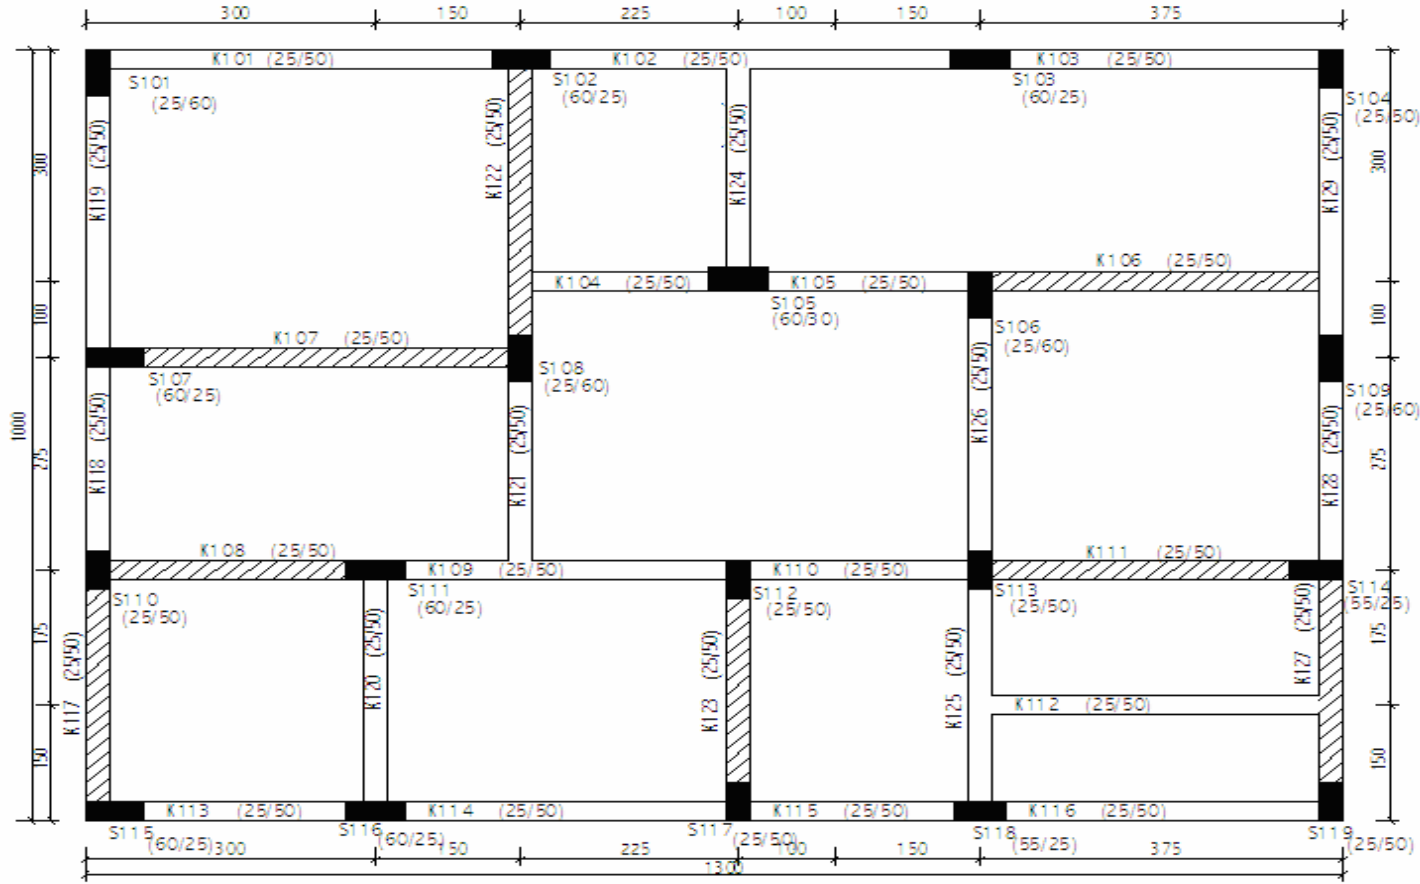 300 150 225 100 150 375
K101 (25/50) K102 (25/50) K103 (25/50)
S101
(25/60)
S102
(60/25)
S103
(60/25)
S104
(25/50)
K119 (25/50)
K122 (25/50)
K124 (25/50)
K129 (25/50)
300
300
K106 (25/50)
K104 (25/50) K105 (25/50)
S105
(60/30)
S106
(25/60)
100
100
K107 (25/50)
S107
(60/25)
S108
(25/60)
S109
(25/60)
1000
275
K118 (25/50)
K121 (25/50)
K126 (25/50)
K128 (25/50)
275
K108 (25/50) K109 (25/50) K110 (25/50) K111 (25/50)
S110
(25/50)
S111
(60/25)
S112
(25/50)
S113
(25/50)
S114
(55/25)
175
K117 (25/50)
K120 (25/50)
K123 (25/50)
K125 (25/50)
K127 (25/50)
175
K112 (25/50)
150
150
K113 (25/50) K114 (25/50) K115 (25/50) K116 (25/50)
S115 (60/25) S116 (60/25) S117 (25/50) S118 (55/25) S119 (25/50)
300 150 225 100 150 375
1300